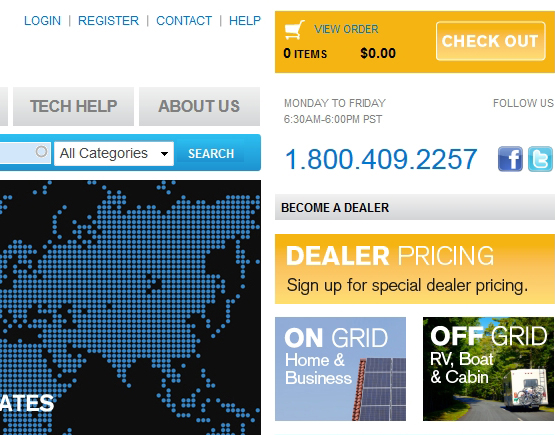 LOGIN | REGISTER | CONTACT | HELP
VIEW ORDER
0 ITEMS $0.00
CHECK OUT
TECH HELP
ABOUT US
All Categories
SEARCH
MONDAY TO FRIDAY
6:30AM-6:00PM PST
FOLLOW US
1.800.409.2257
f t
BECOME A DEALER
DEALER PRICING
Sign up for special dealer pricing.
ATES
ON GRID
Home &
Business
OFF GRID
RV, Boat
& Cabin